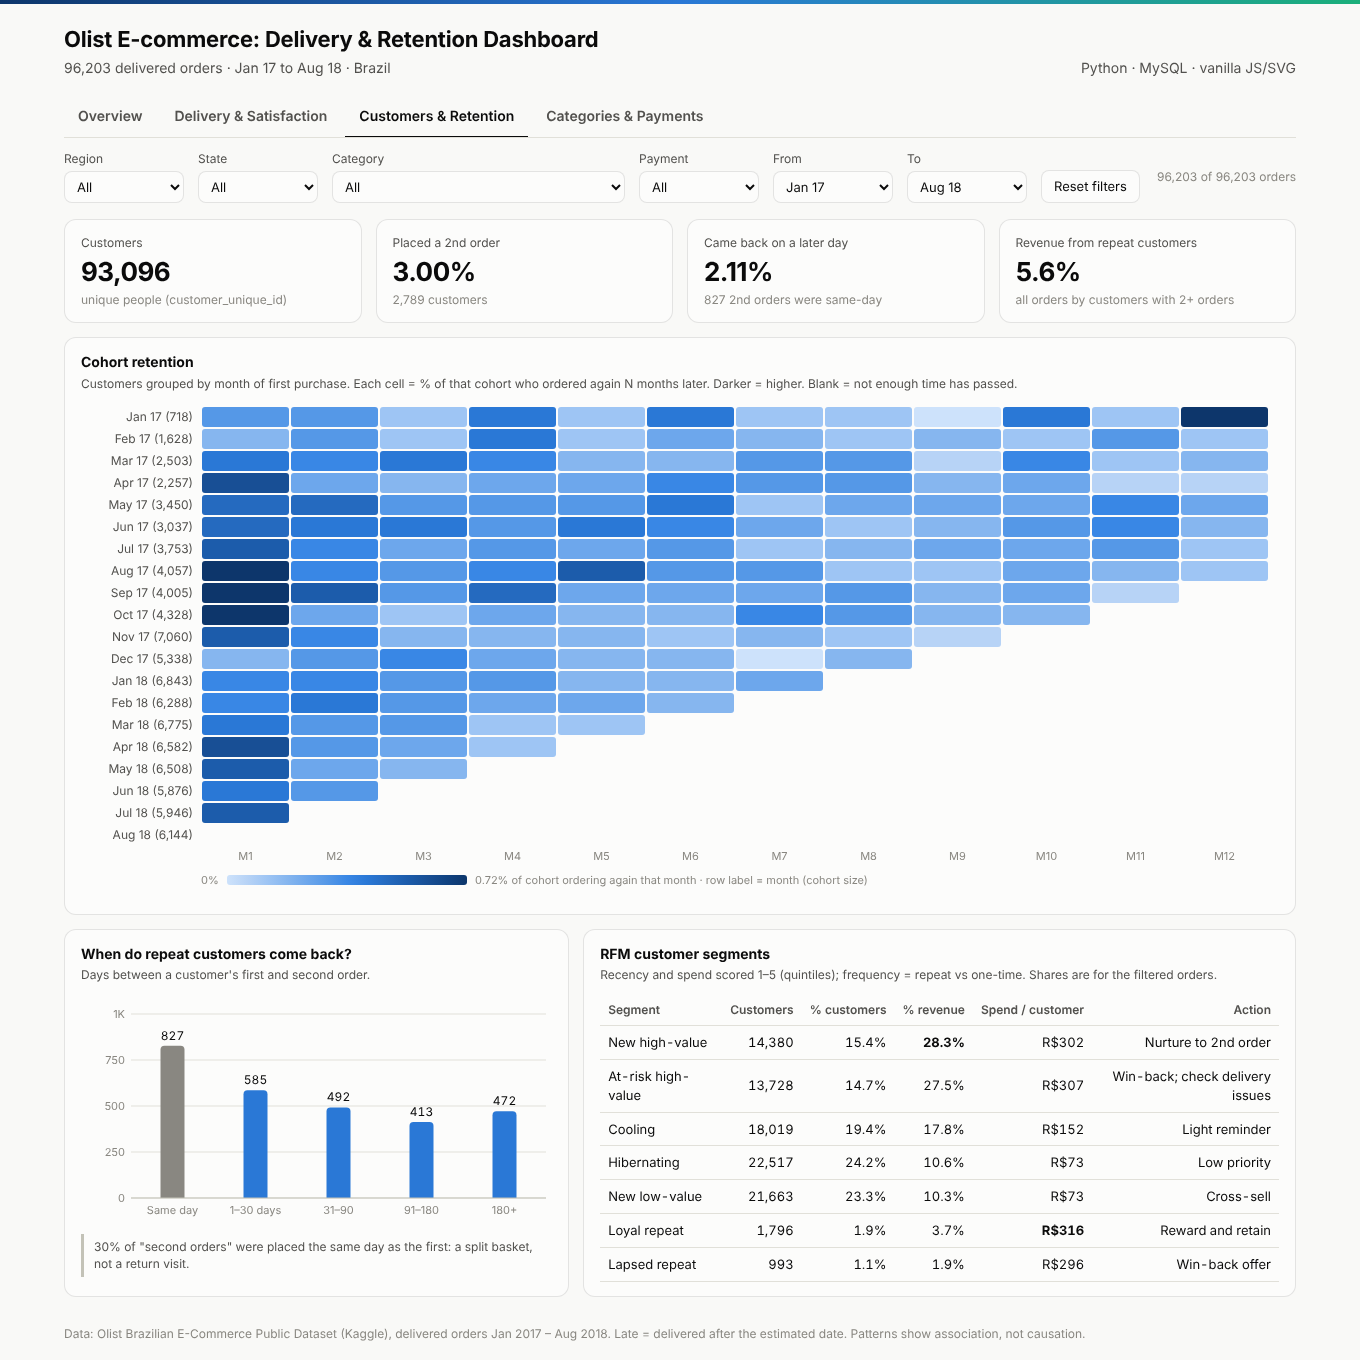 Olist E-commerce: Delivery & Retention Dashboard
96,203 delivered orders · Jan 17 to Aug 18 · Brazil
Python · MySQL · vanilla JS/SVG
Overview Delivery & Satisfaction Customers & Retention Categories & Payments
Region State Category Payment From To
All All All All Jan 17 Aug 18 Reset filters 96,203 of 96,203 orders
Customers
93,096
unique people (customer_unique_id)
Placed a 2nd order
3.00%
2,789 customers
Came back on a later day
2.11%
827 2nd orders were same-day
Revenue from repeat customers
5.6%
all orders by customers with 2+ orders
Cohort retention
Customers grouped by month of first purchase. Each cell = % of that cohort who ordered again N months later. Darker = higher. Blank = not enough time has passed.
Jan 17 (718)
Feb 17 (1,628)
Mar 17 (2,503)
Apr 17 (2,257)
May 17 (3,450)
Jun 17 (3,037)
Jul 17 (3,753)
Aug 17 (4,057)
Sep 17 (4,005)
Oct 17 (4,328)
Nov 17 (7,060)
Dec 17 (5,338)
Jan 18 (6,843)
Feb 18 (6,288)
Mar 18 (6,775)
Apr 18 (6,582)
May 18 (6,508)
Jun 18 (5,876)
Jul 18 (5,946)
Aug 18 (6,144)
M1 M2 M3 M4 M5 M6 M7 M8 M9 M10 M11 M12
0% 0.72% of cohort ordering again that month · row label = month (cohort size)
When do repeat customers come back?
Days between a customer's first and second order.
1K
750
500
250
0
827
585
492
413
472
Same day 1–30 days 31–90 91–180 180+
30% of "second orders" were placed the same day as the first: a split basket,
not a return visit.
RFM customer segments
Recency and spend scored 1–5 (quintiles); frequency = repeat vs one-time. Shares are for the filtered orders.
Segment Customers % customers % revenue Spend / customer Action
New high-value 14,380 15.4% 28.3% R$302 Nurture to 2nd order
At-risk high-
value 13,728 14.7% 27.5% R$307 Win-back; check delivery
issues
Cooling 18,019 19.4% 17.8% R$152 Light reminder
Hibernating 22,517 24.2% 10.6% R$73 Low priority
New low-value 21,663 23.3% 10.3% R$73 Cross-sell
Loyal repeat 1,796 1.9% 3.7% R$316 Reward and retain
Lapsed repeat 993 1.1% 1.9% R$296 Win-back offer
Data: Olist Brazilian E-Commerce Public Dataset (Kaggle), delivered orders Jan 2017 – Aug 2018. Late = delivered after the estimated date. Patterns show association, not causation.